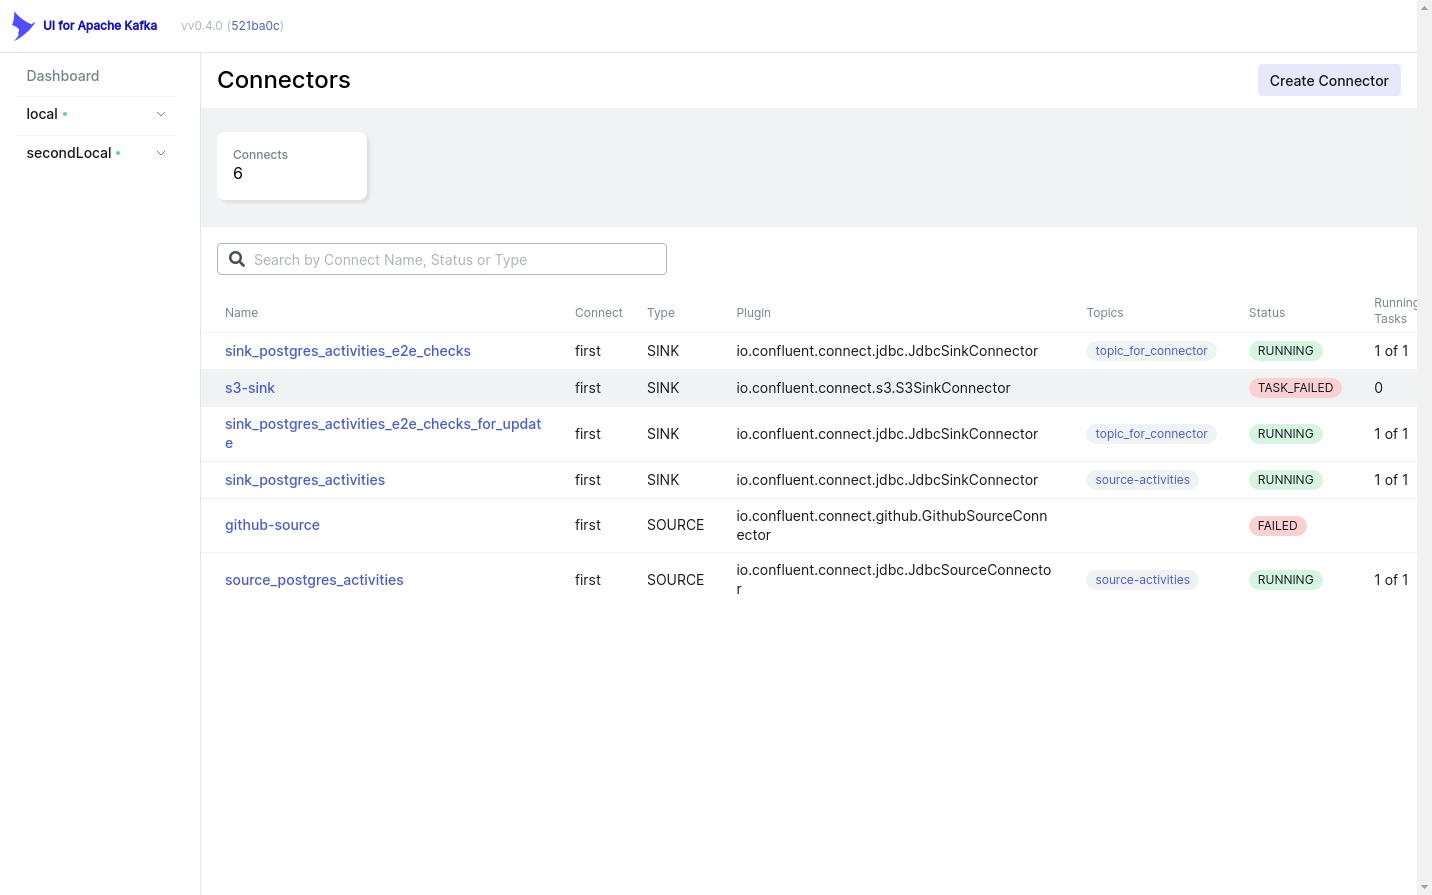 UI for Apache Kafka vv0.4.0 (521ba0c)
Dashboard
local
secondLocal
Connectors
Create Connector
Connects
6
Search by Connect Name, Status or Type
Name Connect Type Plugin Topics Status Running
Tasks
sink_postgres_activities_e2e_checks first SINK io.confluent.connect.jdbc.JdbcSinkConnector topic_for_connector RUNNING 1 of 1
s3-sink first SINK io.confluent.connect.s3.S3SinkConnector TASK_FAILED 0
sink_postgres_activities_e2e_checks_for_updat
e first SINK io.confluent.connect.jdbc.JdbcSinkConnector topic_for_connector RUNNING 1 of 1
sink_postgres_activities first SINK io.confluent.connect.jdbc.JdbcSinkConnector source-activities RUNNING 1 of 1
github-source first SOURCE io.confluent.connect.github.GithubSourceConn
ector FAILED
source_postgres_activities first SOURCE io.confluent.connect.jdbc.JdbcSourceConnecto
r source-activities RUNNING 1 of 1